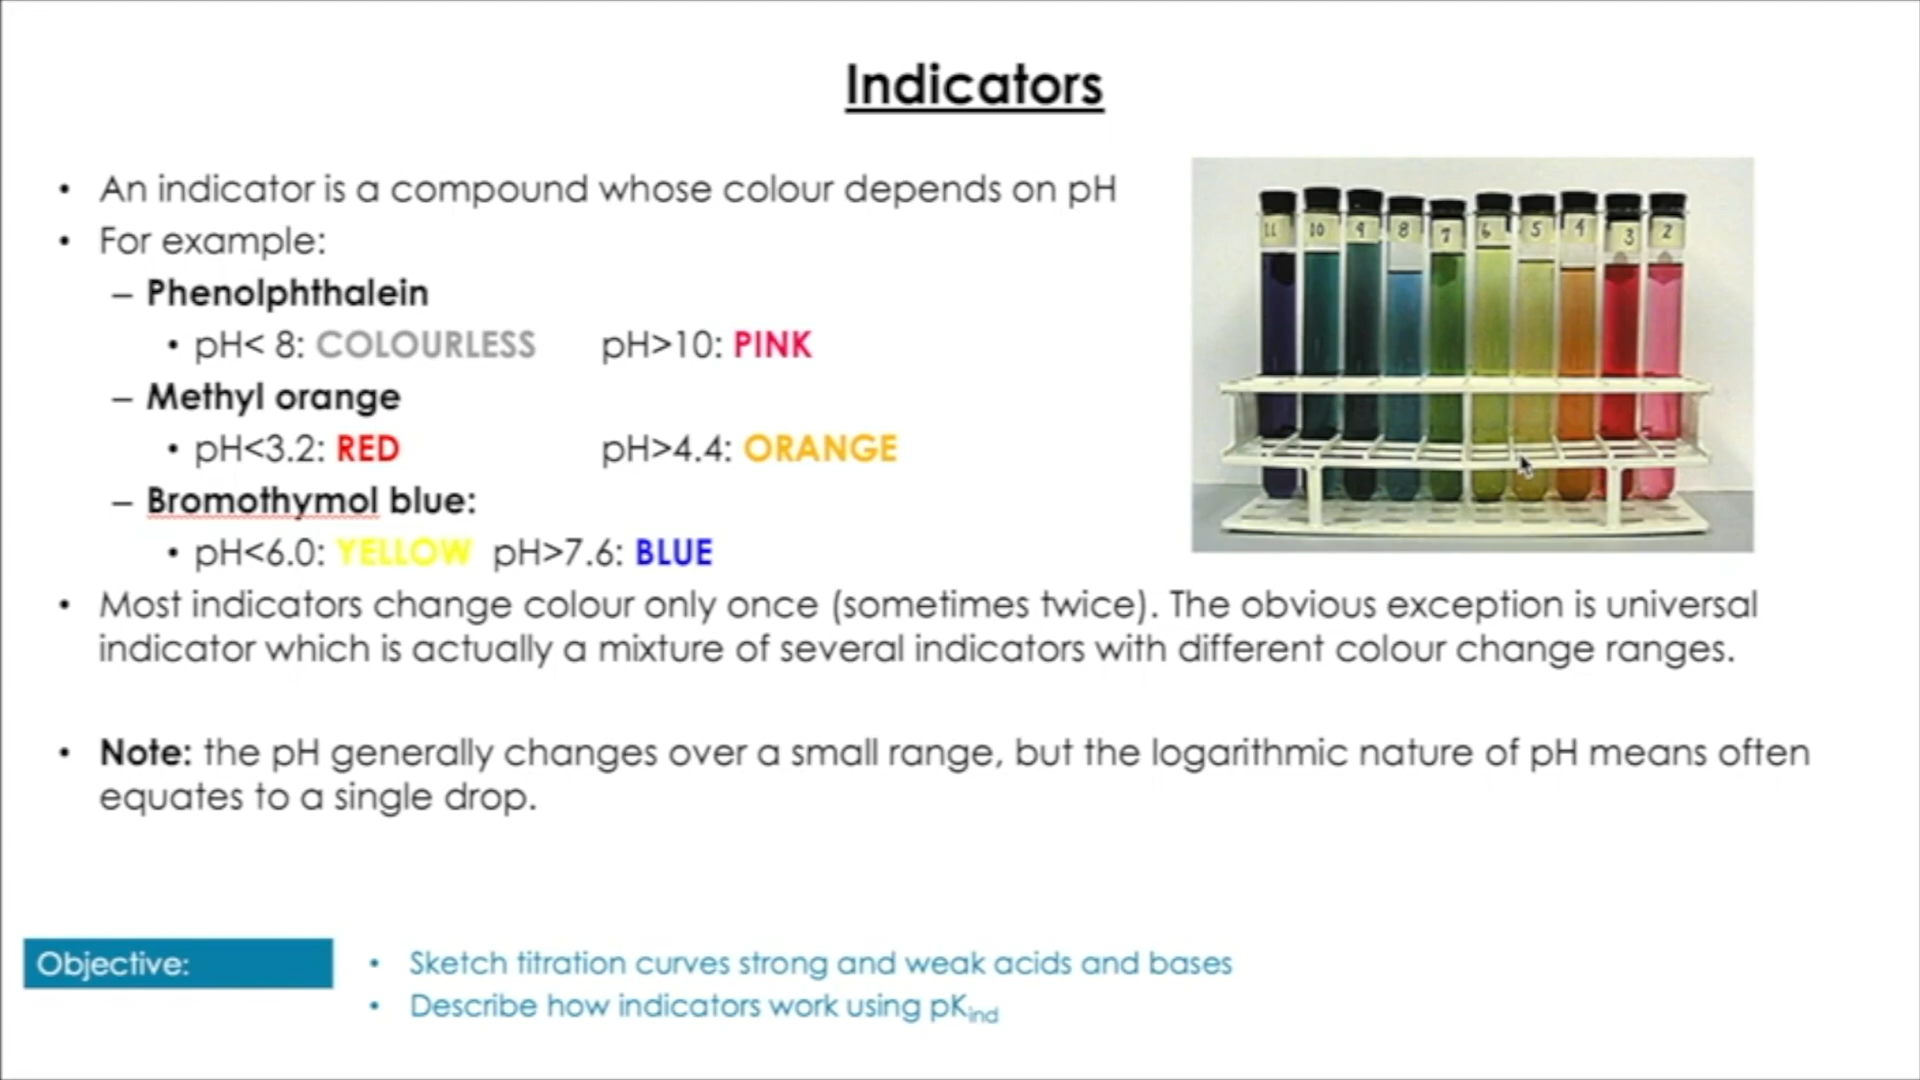 Indicators
• An indicator is a compound whose colour depends on pH
• For example:
– Phenolphthalein
• pH< 8: COLOURLESS pH>10: PINK
– Methyl orange
• pH<3.2: RED pH>4.4: ORANGE
– Bromothymol blue:
• pH<6.0: YELLOW pH>7.6: BLUE
11 10 9 8 7 6 5 4 3 2
• Most indicators change colour only once (sometimes twice). The obvious exception is universal
indicator which is actually a mixture of several indicators with different colour change ranges.
• Note: the pH generally changes over a small range, but the logarithmic nature of pH means often
equates to a single drop.
Objective:
• Sketch titration curves strong and weak acids and bases
• Describe how indicators work using pKind